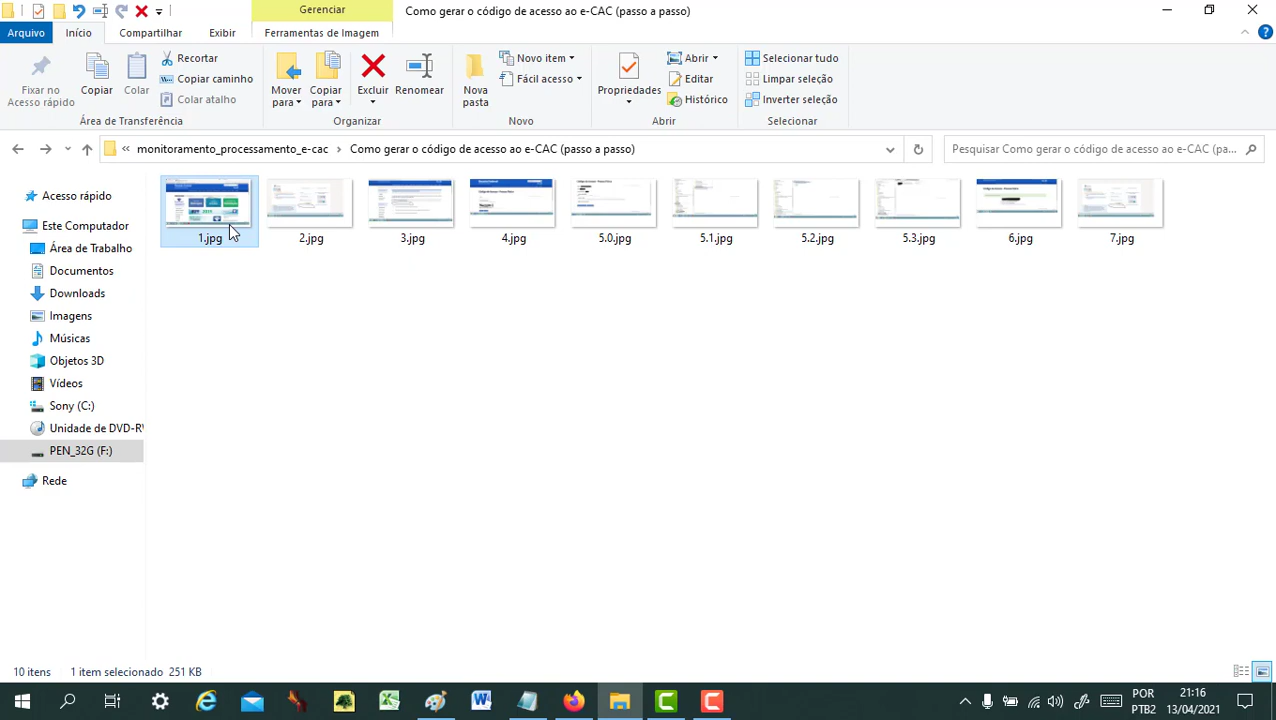 Gerenciar
Como gerar o código de acesso ao e-CAC (passo a passo)
Arquivo
Início
Compartilhar
Exibir
Ferramentas de Imagem
Fixar no
Acesso rápido
Copiar
Colar
Recortar
Copiar caminho
Colar atalho
Área de Transferência
Mover
para
Copiar
para
Excluir
Renomear
Organizar
Nova
pasta
Novo item
Fácil acesso
Novo
Propriedades
Abrir
Editar
Histórico
Abrir
Selecionar tudo
Limpar seleção
Inverter seleção
Selecionar
« monitoramento_processamento_e-cac > Como gerar o código de acesso ao e-CAC (passo a passo)
Pesquisar Como gerar o código de acesso ao e-CAC (pa...
Acesso rápido
Este Computador
Área de Trabalho
Documentos
Downloads
Imagens
Músicas
Objetos 3D
Vídeos
Sony (C:)
Unidade de DVD-R
PEN_32G (F:)
Rede
1.jpg
2.jpg
3.jpg
4.jpg
5.0.jpg
5.1.jpg
5.2.jpg
5.3.jpg
6.jpg
7.jpg
10 itens
1 item selecionado 251 KB
POR
PTB2
21:16
13/04/2021